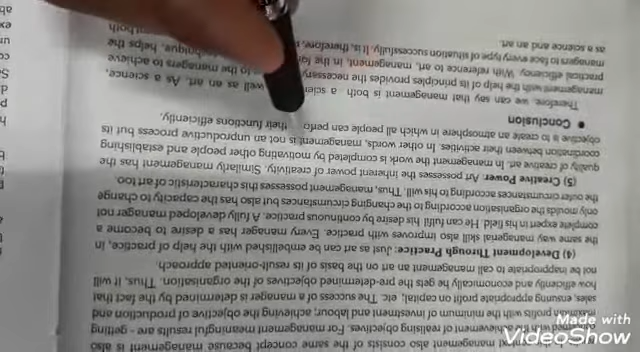 context management also consists of the same concept because management is also
achievement of realising objectives. For management meaningful results are - getting
profits with the minimum of investment and labour, achieving the objective of production and
sales, ensuring appropriate profit on capital, etc. The success of a manager is determined by the fact that
how efficiently and economically he gets the pre-determined objectives of the organisation. Thus, it will
not be inappropriate to call management an art on the basis of its result-oriented approach.
(4) Development Through Practice: Just as art can be embellished with the help of practice, in
the same way managerial skill also improves with practice. Every manager has a desire to become a
complete expert in his field. He can fulfil his desire by continuous practice. A fully developed manager not
only moulds the organisation according to the changing circumstances but also has the capacity to change
the outer circumstances according to his will. Thus, management possesses this characteristic of art too.
(5) Creative Power: Art possesses the inherent power of creativity. Similarly management has the
quality of creative art. In management the work is completed by motivating other people and establishing
coordination between their activities. In other words, management is not an unproductive process but its
objective is to create an atmosphere in which all people can their functions efficiently.
● Conclusion
Therefore, we can say that management is both - a well as an art. As a science,
management with the help of its principles provides the necessary to the managers to achieve
practical efficiency. With reference to art, management, in the technique, helps the
managers to face every type of situation successfully. It is, therefore, both
as a science and an art.
Made with
VideoShow